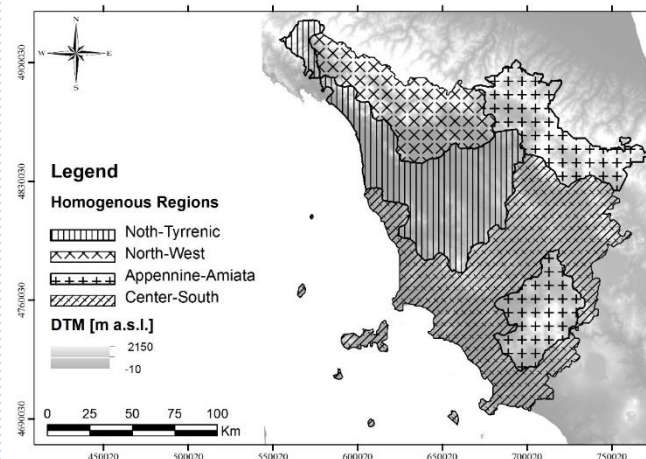 N
W E
S
4900030
4830030
4760030
4690030
Legend
Homogenous Regions
Noth-Tyrrenic
North-West
Appennine-Amiata
Center-South
DTM [m a.s.l.]
2150
-10
0 25 50 75 100
Km
450020 500020 550020 600020 650020 700020 750020